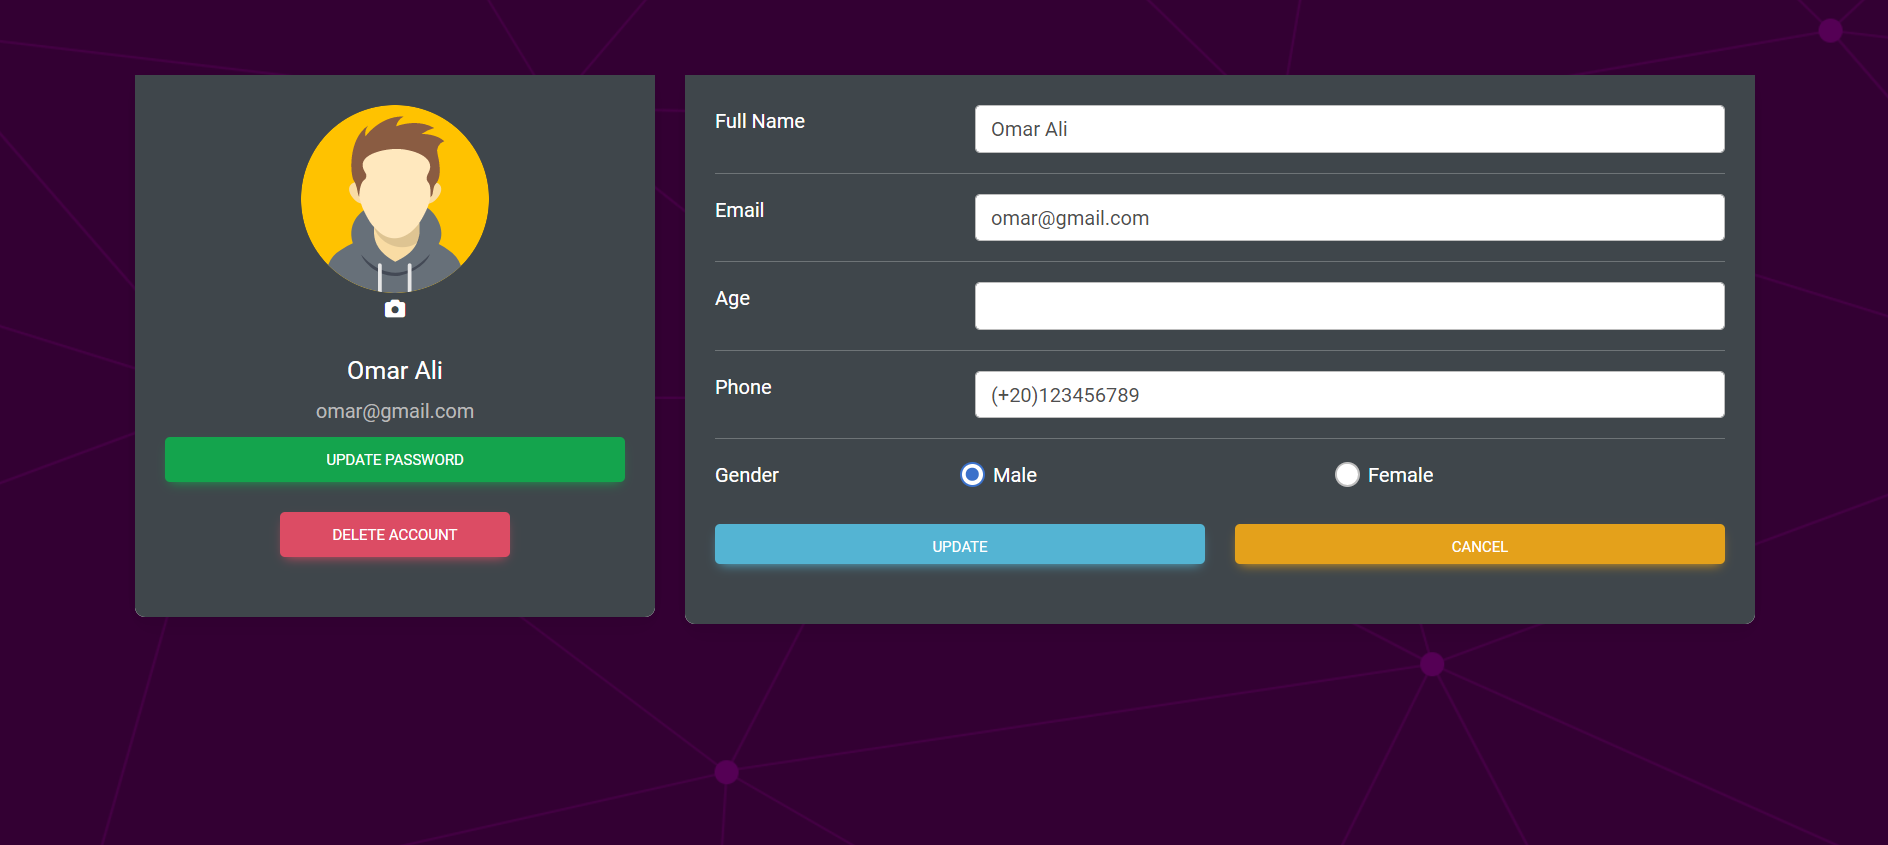 Omar Ali
omar@gmail.com
UPDATE PASSWORD
DELETE ACCOUNT
Full Name
Omar Ali
Email
omar@gmail.com
Age
Phone
(+20)123456789
Gender Male Female
UPDATE CANCEL